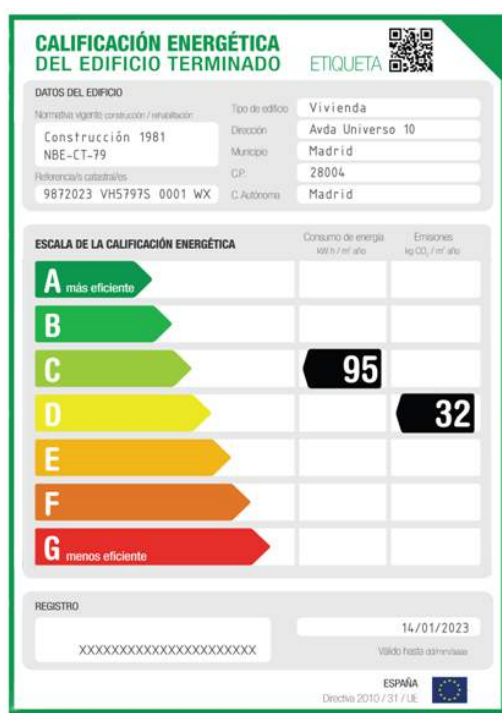 CALIFICACIÓN ENERGÉTICA
DEL EDIFICIO TERMINADO
ETIQUETA
DATOS DEL EDIFICIO
Normativa vigente construcción / rehabilitación
Construcción 1981
NBE-CT-79
Referencia/s catastral/es
9872023 VH5797S 0001 WX
Tipo de edificio Vivienda
Dirección Avda Universo 10
Municipio Madrid
C.P. 28004
C. Autónoma Madrid
ESCALA DE LA CALIFICACIÓN ENERGÉTICA
Consumo de energía
kW h / m² año
Emisiones
kg CO₂ / m² año
A más eficiente
B
C 95
D 32
E
F
G menos eficiente
REGISTRO
XXXXXXXXXXXXXXXXXXXXXX
14/01/2023
Válido hasta dd/mm/aaaa
ESPAÑA
Directiva 2010 / 31 / UE